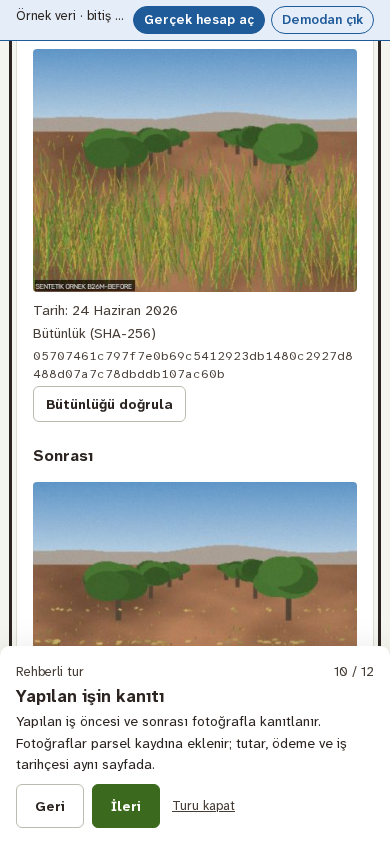 Örnek veri · bitiş ...
Gerçek hesap aç
Demodan çık
SENTETIK ORNEK B26M-BEFORE
Tarih: 24 Haziran 2026
Bütünlük (SHA-256)
05707461c797f7e0b69c5412923db1480c2927d8
488d07a7c78dbddb107ac60b
Bütünlüğü doğrula
Sonrası
Rehberli tur
10 / 12
Yapılan işin kanıtı
Yapılan iş öncesi ve sonrası fotoğrafla kanıtlanır.
Fotoğraflar parsel kaydına eklenir; tutar, ödeme ve iş
tarihçesi aynı sayfada.
Geri
İleri
Turu kapat